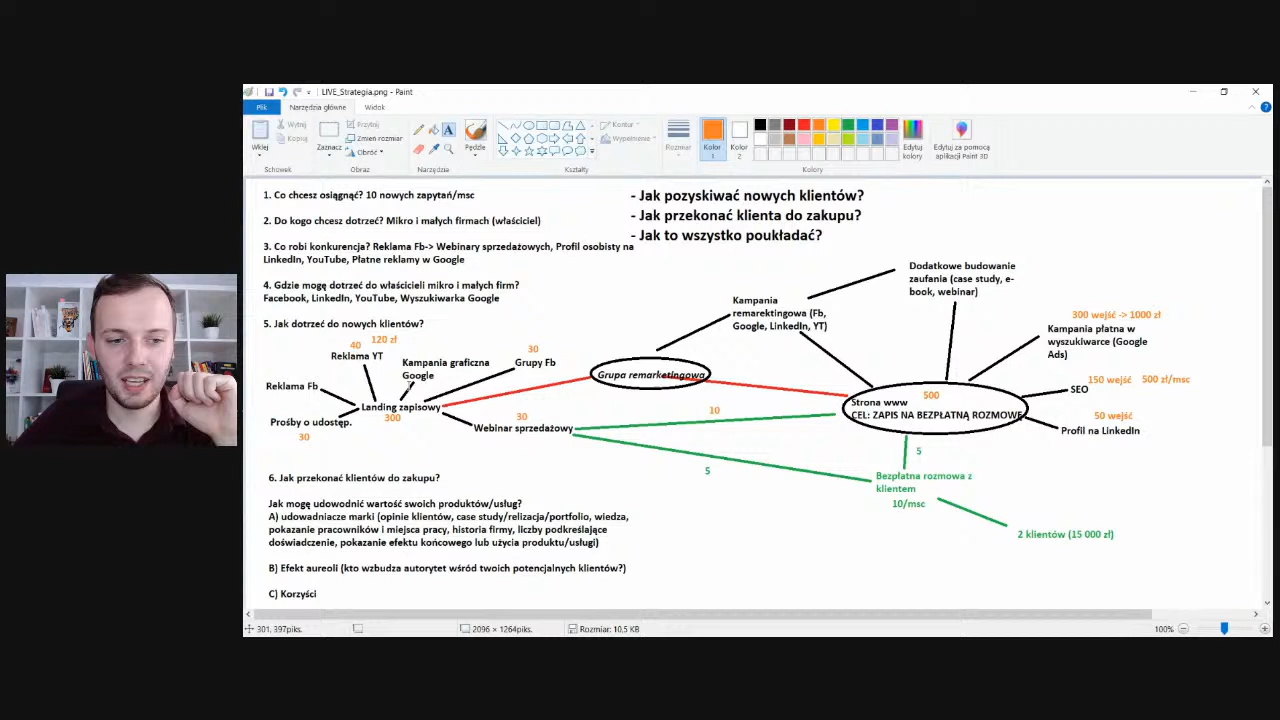 LIVE_Strategia.png - Paint
Plik
Narzędzia główne
Widok
Wklej
Wytnij
Kopiuj
Schowek
Zaznacz
Przytnij
Zmień rozmiar
Obróć
Obraz
Narzędzia
Pędzle
Kształty
Kontur
Wypełnienie
Rozmiar
Kolor
1
Kolor
2
Kolory
Edytuj
kolory
Edytuj za pomocą
aplikacji Paint 3D
1. Co chcesz osiągnąć? 10 nowych zapytań/msc
2. Do kogo chcesz dotrzeć? Mikro i małych firmach (właściciel)
3. Co robi konkurencja? Reklama Fb-> Webinary sprzedażowych, Profil osobisty na
LinkedIn, YouTube, Płatne reklamy w Google
4. Gdzie mogę dotrzeć do właścicieli mikro i małych firm?
Facebook, LinkedIn, YouTube, Wyszukiwarka Google
5. Jak dotrzeć do nowych klientów?
- Jak pozyskiwać nowych klientów?
- Jak przekonać klienta do zakupu?
- Jak to wszystko poukładać?
40
120 zł
Reklama YT
Kampania graficzna
Google
30
Grupy Fb
Reklama Fb
Landing zapisowy
300
Prośby o udostęp.
30
30
Webinar sprzedażowy
Grupa remarketingowa
Kampania
remarektingowa (Fb,
Google, LinkedIn, YT)
Dodatkowe budowanie
zaufania (case study, e-
book, webinar)
300 wejść -> 1000 zł
Kampania płatna w
wyszukiwarce (Google
Ads)
150 wejść
500 zł/msc
SEO
50 wejść
Profil na LinkedIn
500
Strona www
CEL: ZAPIS NA BEZPŁATNĄ ROZMOWE
10
5
5
Bezpłatna rozmowa z
klientem
10/msc
2 klientów (15 000 zł)
6. Jak przekonać klientów do zakupu?
Jak mogę udowodnić wartość swoich produktów/usług?
A) udowadniacze marki (opinie klientów, case study/relizacja/portfolio, wiedza,
pokazanie pracowników i miejsca pracy, historia firmy, liczby podkreślające
doświadczenie, pokazanie efektu końcowego lub użycia produktu/usługi)
B) Efekt aureoli (kto wzbudza autorytet wśród twoich potencjalnych klientów?)
C) Korzyści
301, 397piks.
2096 × 1264piks.
Rozmiar: 10,5 KB
100%